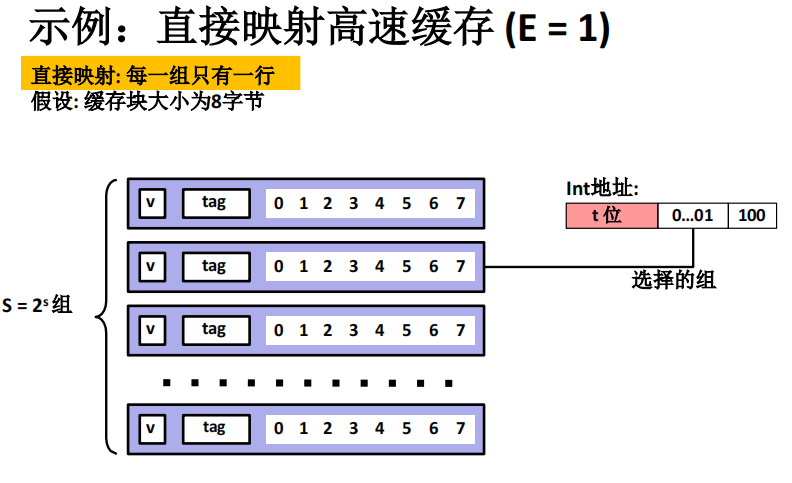 示例：直接映射高速缓存 (E = 1)
直接映射: 每一组只有一行
假设: 缓存块大小为8字节
Int地址:
v tag 0 1 2 3 4 5 6 7
t 位 0...01 100
v tag 0 1 2 3 4 5 6 7
选择的组
S = 2ˢ 组
v tag 0 1 2 3 4 5 6 7
v tag 0 1 2 3 4 5 6 7